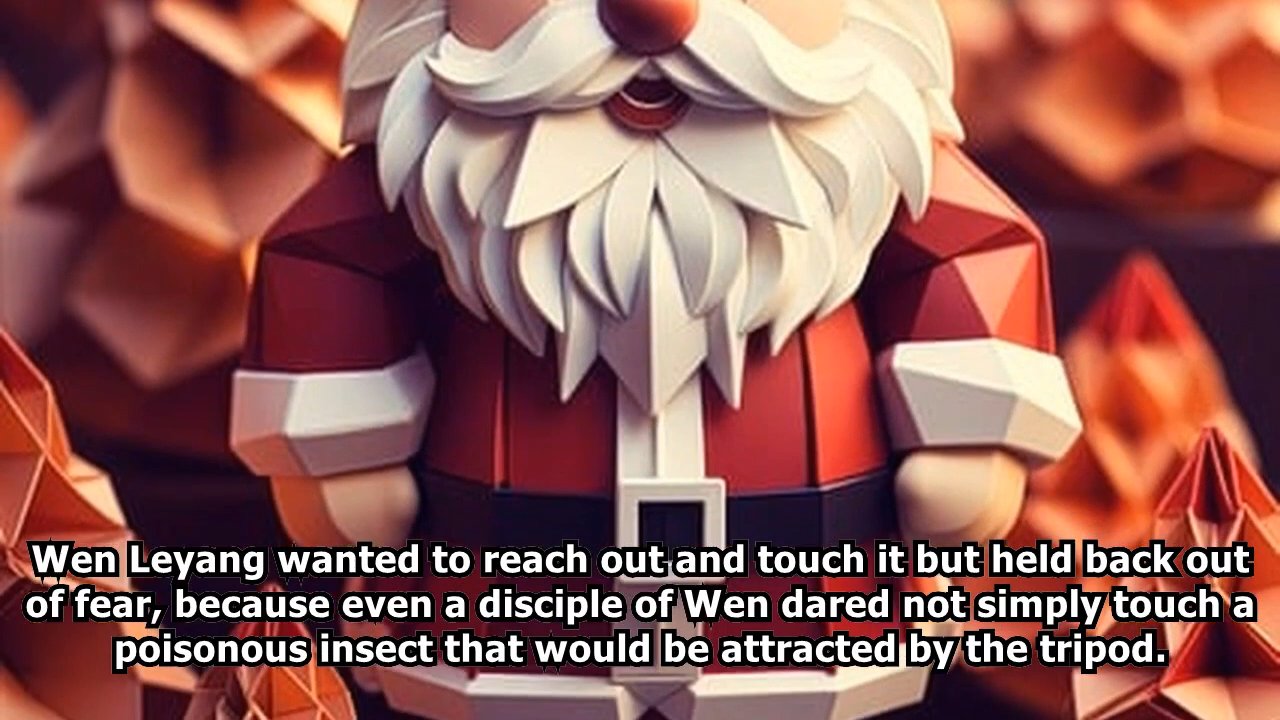 Wen Leyang wanted to reach out and touch it but held back out
of fear, because even a disciple of Wen dared not simply touch a
poisonous insect that would be attracted by the tripod.